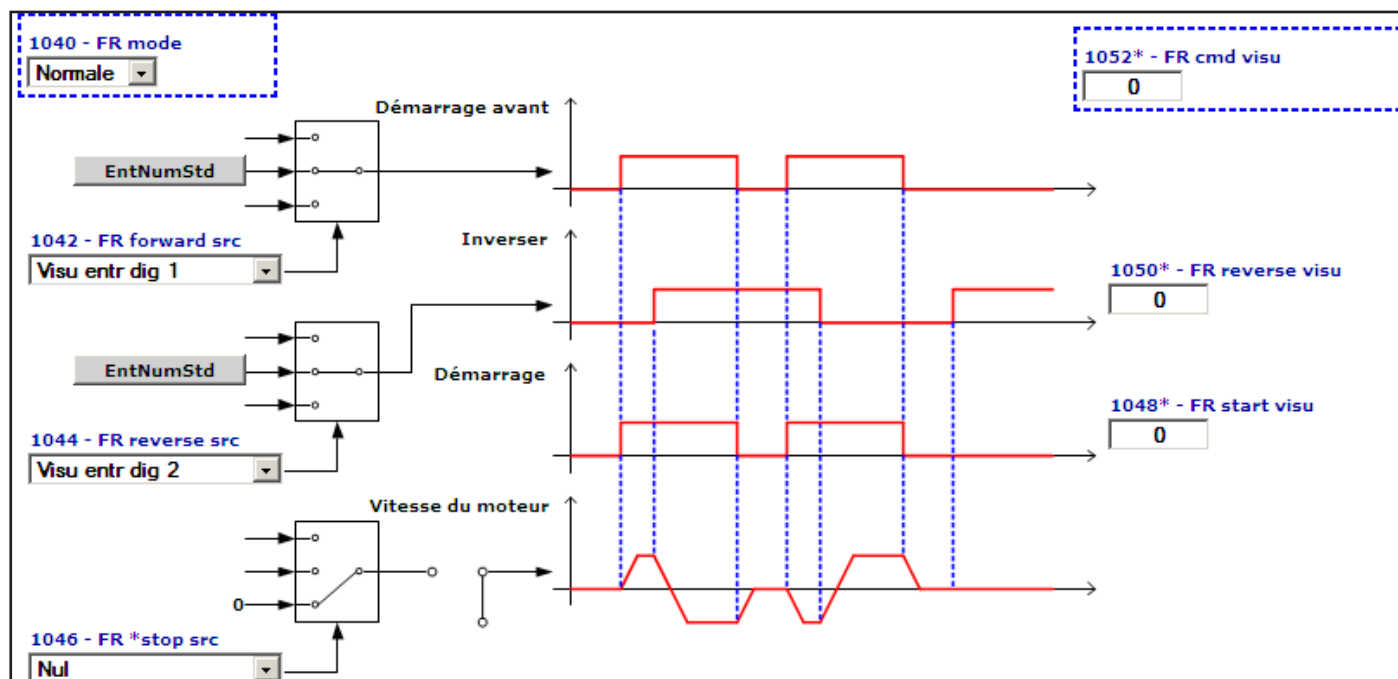 1040 - FR mode
Normale
1052* - FR cmd visu
0
Démarrage avant
EntNumStd
1042 - FR forward src
Visu entr dig 1
Inverser
1050* - FR reverse visu
0
EntNumStd
Démarrage
1048* - FR start visu
0
1044 - FR reverse src
Visu entr dig 2
Vitesse du moteur
0
1046 - FR *stop src
Nul